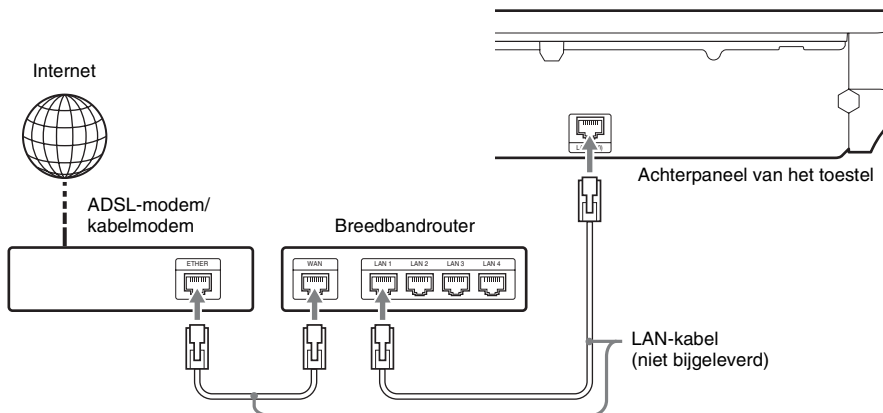 Internet
Achterpaneel van het toestel
ADSL-modem/
kabelmodem
Breedbandrouter
ETHER
WAN
LAN 1
LAN 2
LAN 3
LAN 4
LAN-kabel
(niet bijgeleverd)